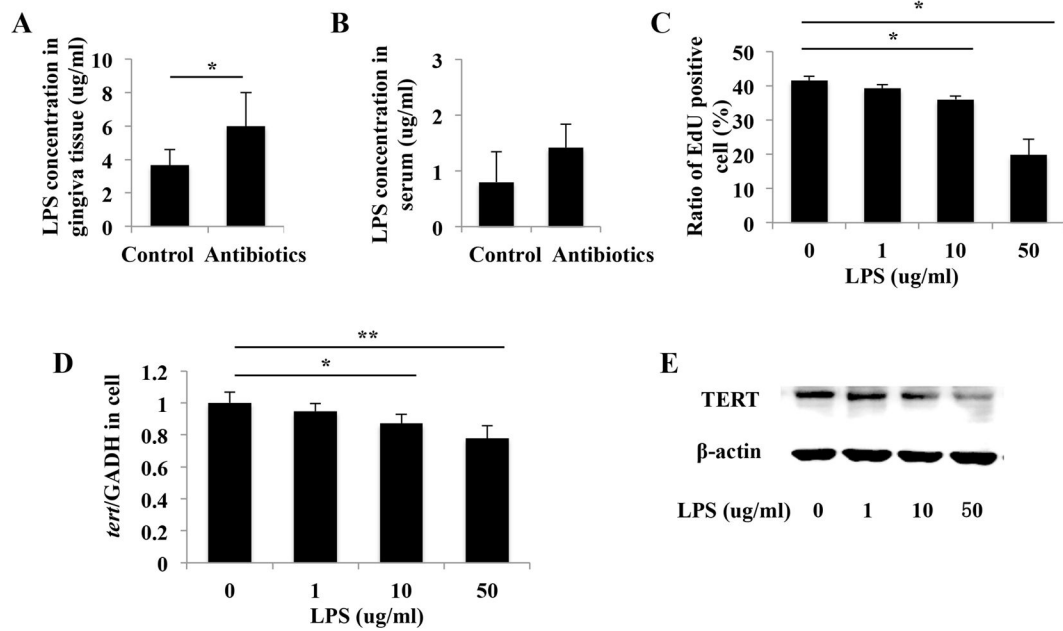 A
LPS concentration in
gingiva tissue (ug/ml)
10
8
6
4
2
0
*
Control Antibiotics
B
LPS concentration in
serum (ug/ml)
3
2
1
0
Control Antibiotics
C
Ratio of EdU positive
cell (%)
50
40
30
20
10
0
*
*
0 1 10 50
LPS (ug/ml)
D
tert/GADH in cell
1.2
1
0.8
0.6
0.4
0.2
0
**
*
0 1 10 50
LPS (ug/ml)
E
TERT
β-actin
LPS (ug/ml) 0 1 10 50